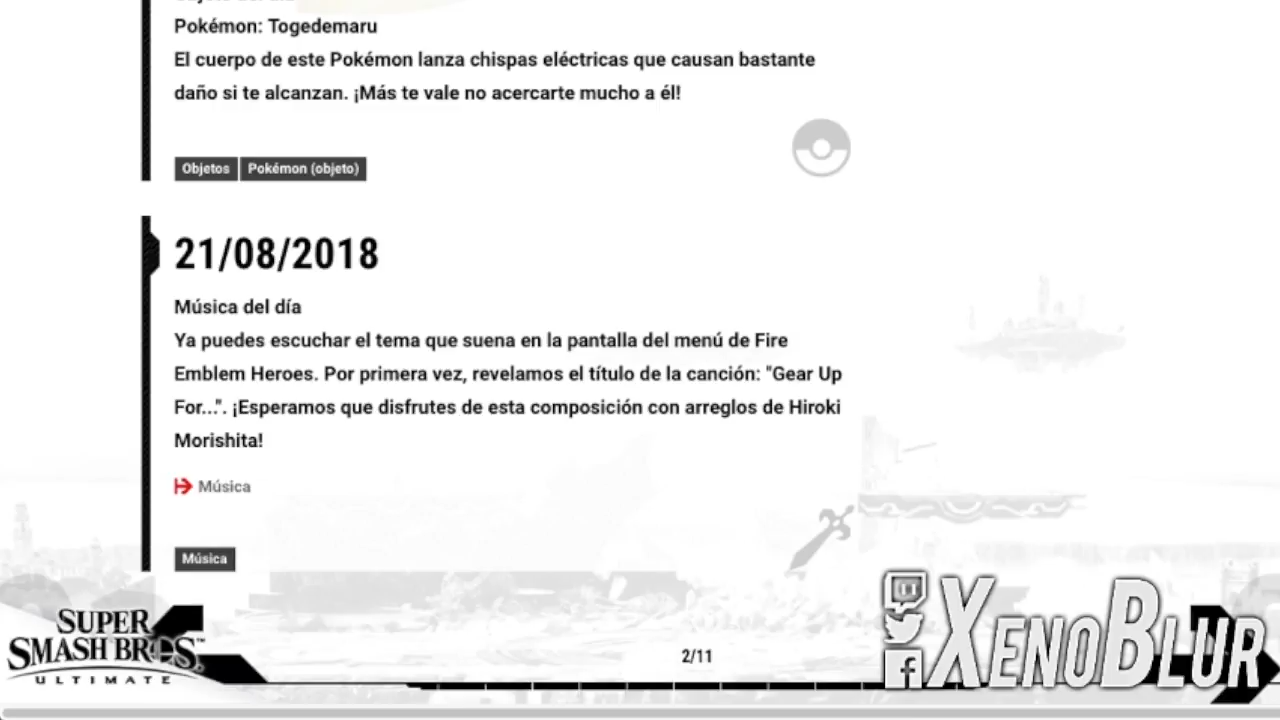 Pokémon: Togedemaru
El cuerpo de este Pokémon lanza chispas eléctricas que causan bastante
daño si te alcanzan. ¡Más te vale no acercarte mucho a él!
Objetos Pokémon (objeto)
21/08/2018
Música del día
Ya puedes escuchar el tema que suena en la pantalla del menú de Fire
Emblem Heroes. Por primera vez, revelamos el título de la canción: "Gear Up
For...". ¡Esperamos que disfrutes de esta composición con arreglos de Hiroki
Morishita!
Música
Música
SUPER
SMASH BROS.™
ULTIMATE
2/11
XENOBLUR